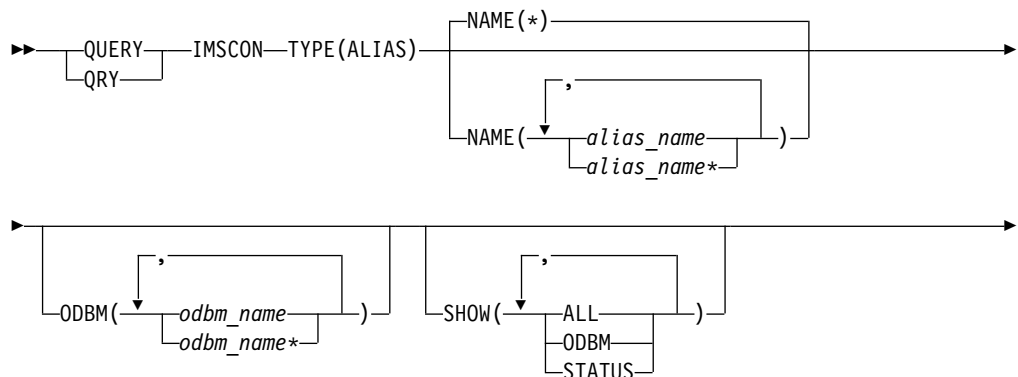 NAME(*)
QUERY IMSCON TYPE(ALIAS)
QRY
,
NAME( alias_name )
alias_name*
, ,
ODBM( odbm_name ) SHOW( ALL )
odbm_name* ODBM
STATUS